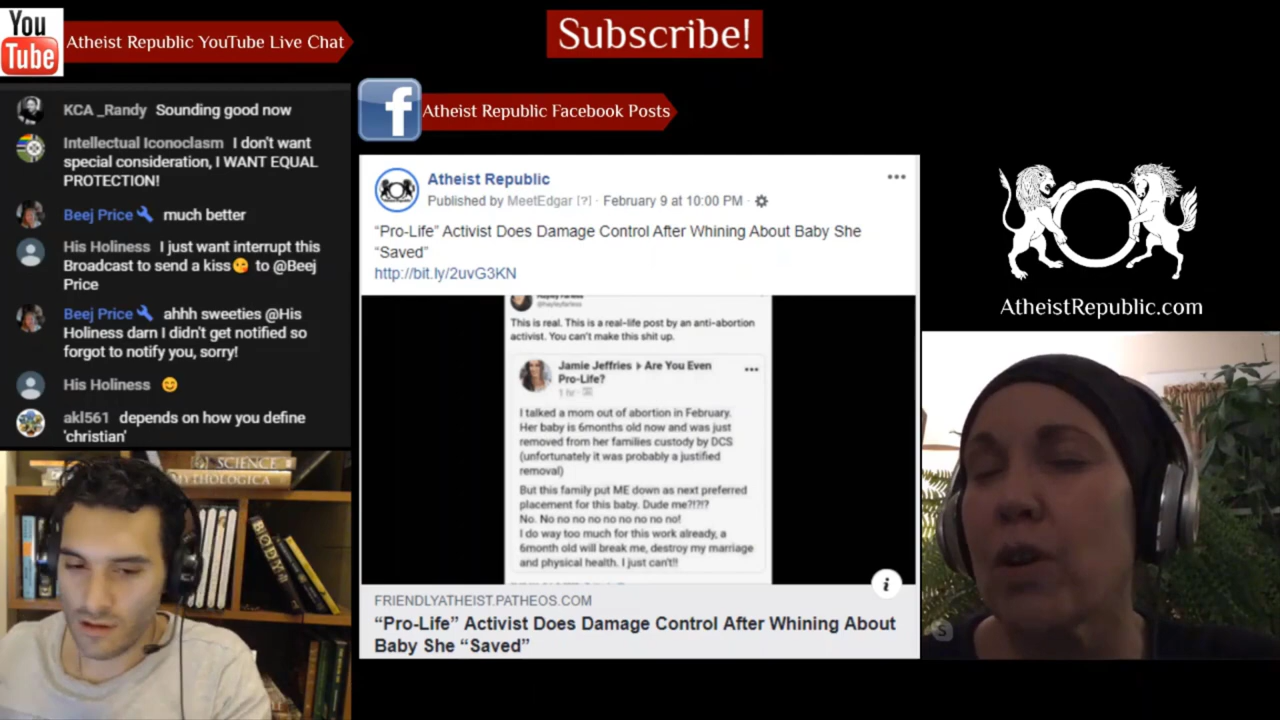 You
Tube
Atheist Republic YouTube Live Chat
Subscribe!
KCA _Randy Sounding good now
Intellectual Iconoclasm I don't want
special consideration, I WANT EQUAL
PROTECTION!
Beej Price much better
His Holiness I just want interrupt this
Broadcast to send a kiss😘 to @Beej
Price
Beej Price ahhh sweeties @His
Holiness darn I didn't get notified so
forgot to notify you, sorry!
His Holiness 😊
akl561 depends on how you define
'christian'
f
Atheist Republic Facebook Posts
Atheist Republic
Published by MeetEdgar [?] · February 9 at 10:00 PM ·
“Pro-Life” Activist Does Damage Control After Whining About Baby She
“Saved”
http://bit.ly/2uvG3KN
This is real. This is a real-life post by an anti-abortion
activist. You can't make this shit up.
Jamie Jeffries ▸ Are You Even
Pro-Life?
1 hr ·
I talked a mom out of abortion in February.
Her baby is 6months old now and was just
removed from her families custody by DCS
(unfortunately it was probably a justified
removal)
But this family put ME down as next preferred
placement for this baby. Dude me?!?!?
No. No no no no no no no no!
I do way too much for this work already, a
6month old will break me, destroy my marriage
and physical health. I just can't!!
FRIENDLYATHEIST.PATHEOS.COM
“Pro-Life” Activist Does Damage Control After Whining About
Baby She “Saved”
AtheistRepublic.com
SCIENCE
MYTHOLOGICA
BODY
S